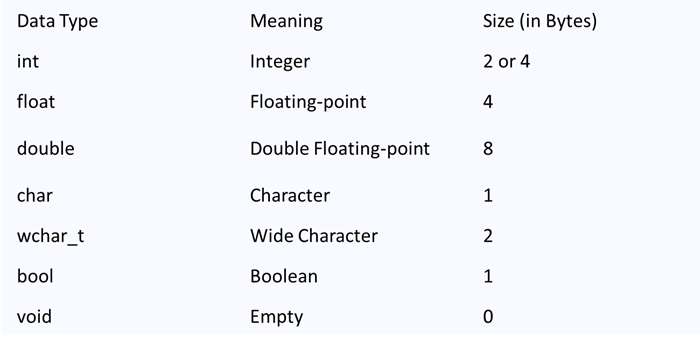 Data Type Meaning Size (in Bytes)
int Integer 2 or 4
float Floating-point 4
double Double Floating-point 8
char Character 1
wchar_t Wide Character 2
bool Boolean 1
void Empty 0